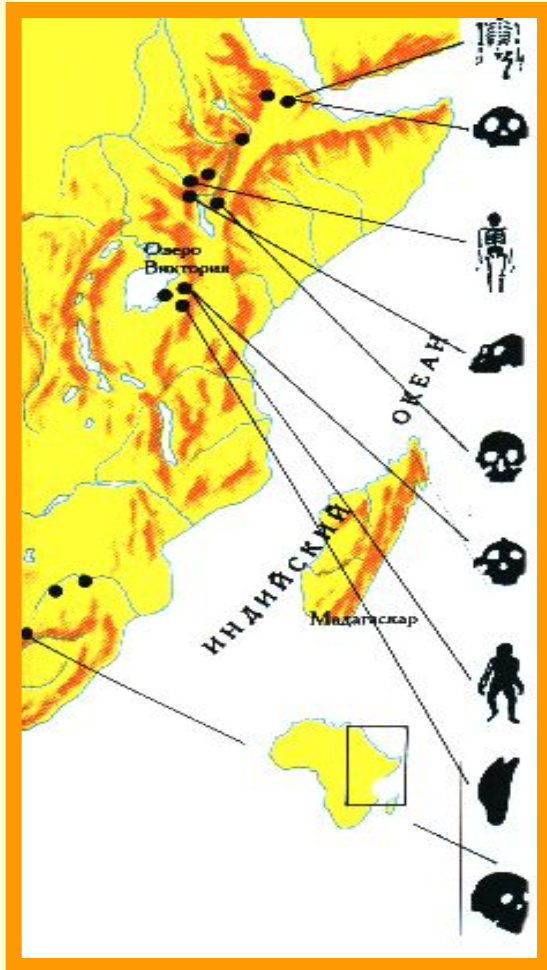 Озеро
Виктория
ИНДИЙСКИЙ
ОКЕАН
Мадагаскар